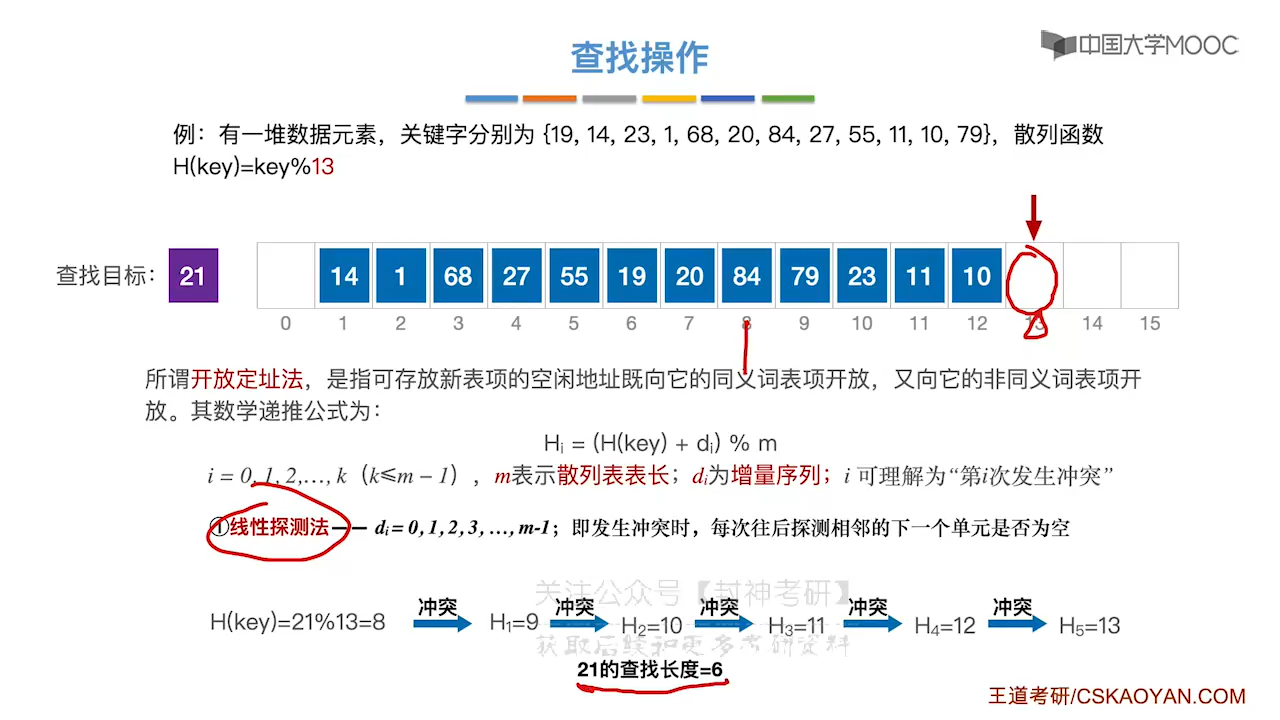 中国大学MOOC
查找操作
例：有一堆数据元素，关键字分别为 {19, 14, 23, 1, 68, 20, 84, 27, 55, 11, 10, 79}，散列函数
H(key)=key%13
查找目标： 21 14 1 68 27 55 19 20 84 79 23 11 10
0 1 2 3 4 5 6 7 8 9 10 11 12 13 14 15
所谓开放定址法，是指可存放新表项的空闲地址既向它的同义词表项开放，又向它的非同义词表项开
放。其数学递推公式为：
Hᵢ = (H(key) + dᵢ) % m
i = 0, 1, 2,…, k（k≤m − 1），m表示散列表表长；dᵢ为增量序列；i 可理解为“第i次发生冲突”
①线性探测法—— dᵢ = 0, 1, 2, 3, …, m-1；即发生冲突时，每次往后探测相邻的下一个单元是否为空
关注公众号【封神考研】
冲突 冲突 冲突 冲突 冲突
H(key)=21%13=8 H₁=9 H₂=10 H₃=11 H₄=12 H₅=13
获取后续和更多考研资料
21的查找长度=6
王道考研/CSKAOYAN.COM